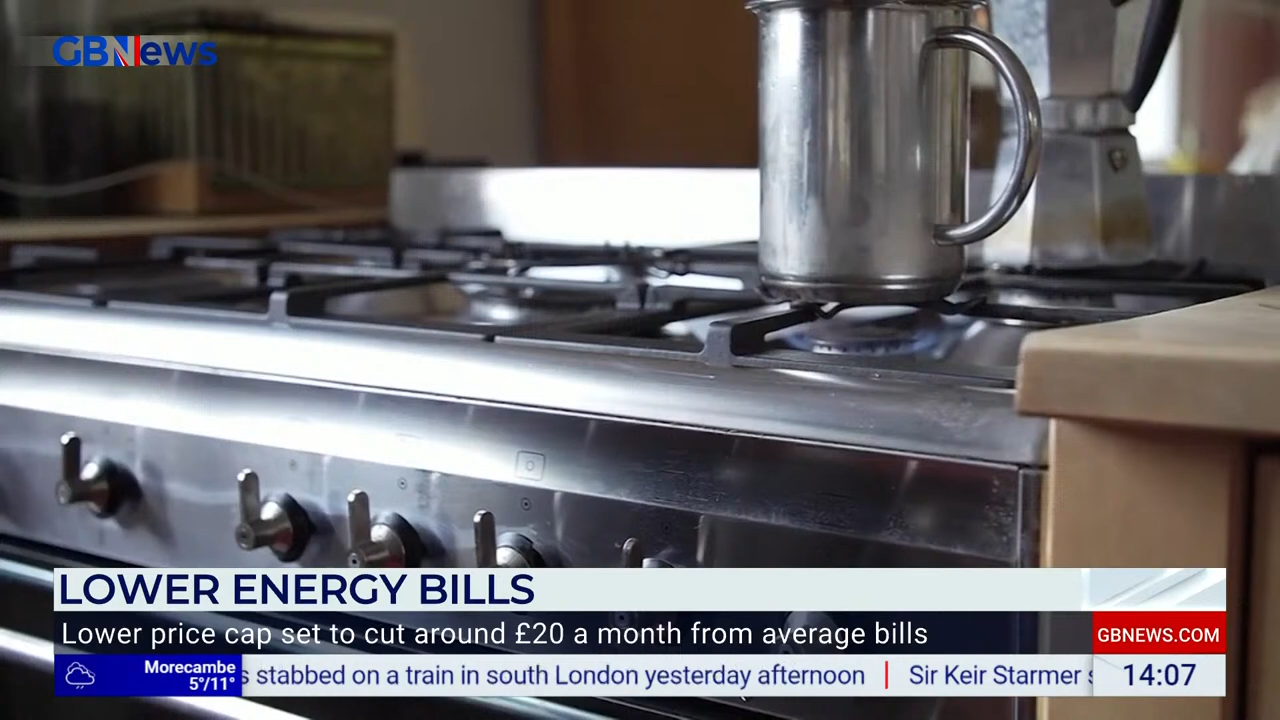 GBNews
LOWER ENERGY BILLS
Lower price cap set to cut around £20 a month from average bills
GBNEWS.COM
Morecambe
5°/11°
stabbed on a train in south London yesterday afternoon | Sir Keir Starmer
14:07